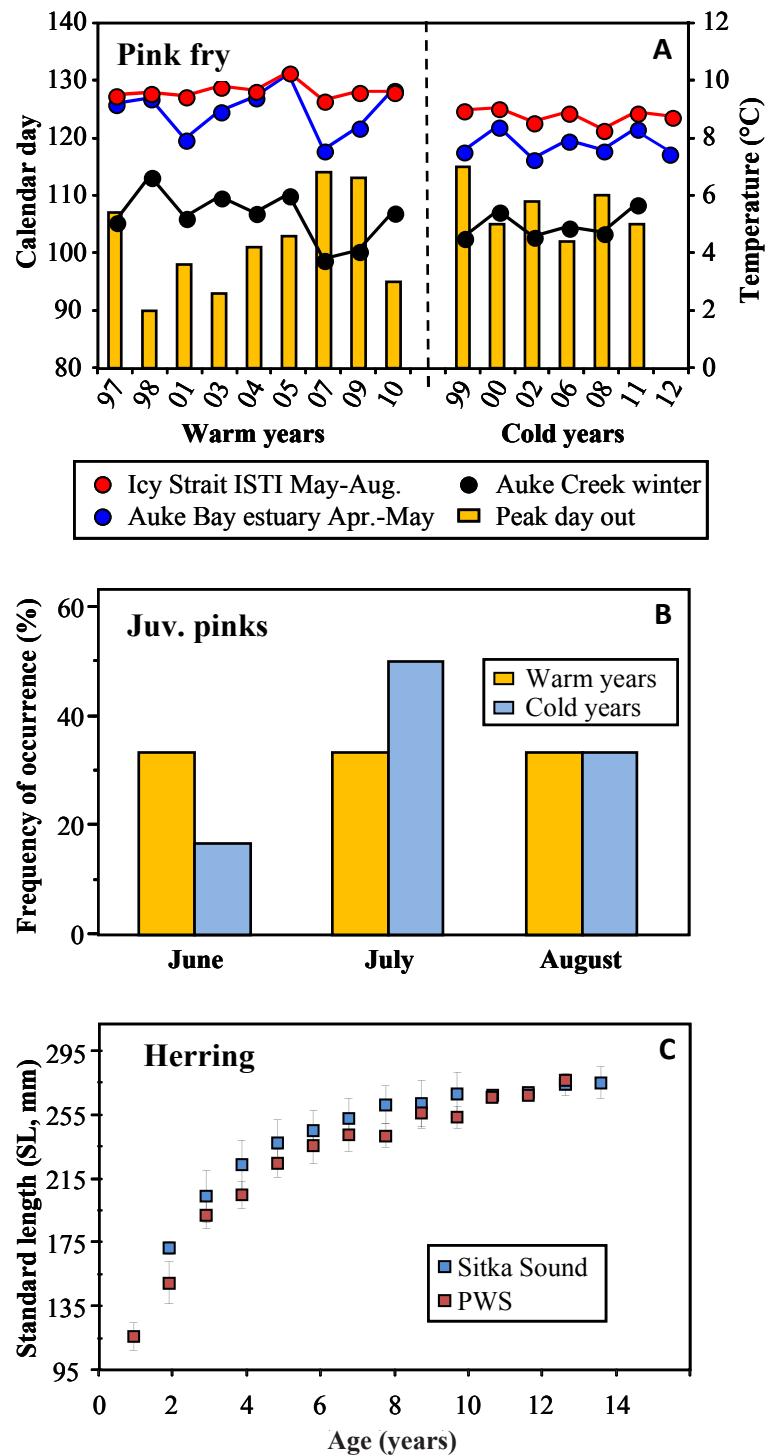 140
12
Pink fry
A
130
10
120
8
110
6
100
4
90
2
80
0
Calendar day
Temperature (°C)
97 98 01 03 04 05 07 09 10 99 00 02 06 08 11 12
Warm years Cold years
Icy Strait ISTI May-Aug. Auke Creek winter
Auke Bay estuary Apr.-May Peak day out
60
Juv. pinks
B
Warm years
Cold years
40
20
0
Frequency of occurrence (%)
June July August
295
Herring
C
255
215
175
135
95
Standard length (SL, mm)
Sitka Sound
PWS
0 2 4 6 8 10 12 14
Age (years)